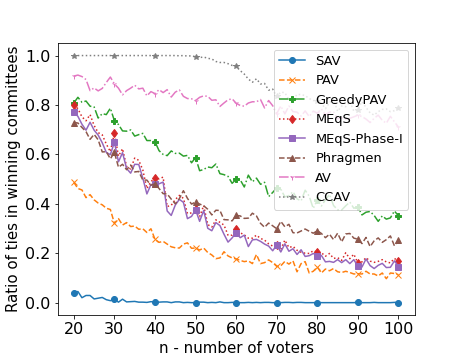 Ratio of ties in winning committees
1.0
0.8
0.6
0.4
0.2
0.0
SAV
PAV
GreedyPAV
MEqS
MEqS-Phase-I
Phragmen
AV
CCAV
20 30 40 50 60 70 80 90 100
n - number of voters